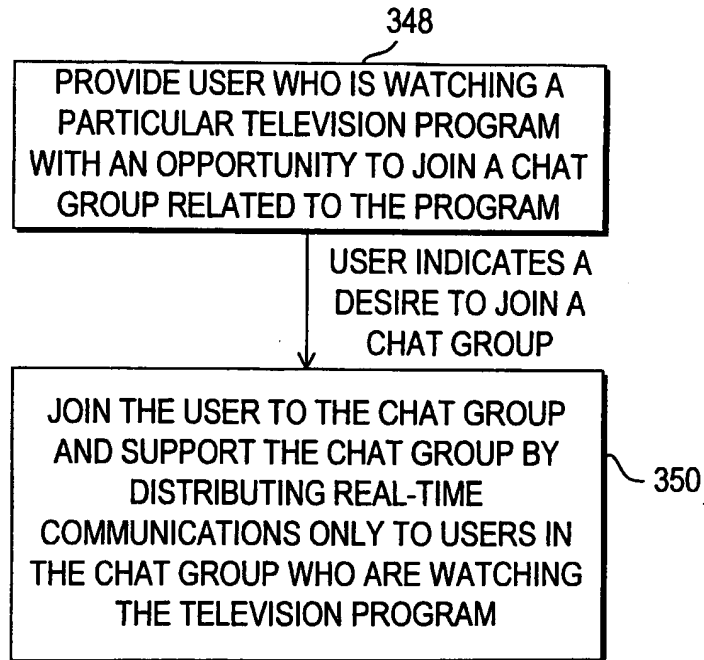 348
PROVIDE USER WHO IS WATCHING A
PARTICULAR TELEVISION PROGRAM
WITH AN OPPORTUNITY TO JOIN A CHAT
GROUP RELATED TO THE PROGRAM
USER INDICATES A
DESIRE TO JOIN A
CHAT GROUP
JOIN THE USER TO THE CHAT GROUP
AND SUPPORT THE CHAT GROUP BY
DISTRIBUTING REAL-TIME
COMMUNICATIONS ONLY TO USERS IN
THE CHAT GROUP WHO ARE WATCHING
THE TELEVISION PROGRAM
350